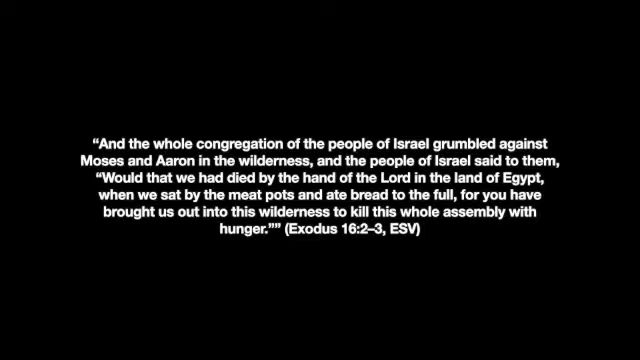 “And the whole congregation of the people of Israel grumbled against
Moses and Aaron in the wilderness, and the people of Israel said to them,
“Would that we had died by the hand of the Lord in the land of Egypt,
when we sat by the meat pots and ate bread to the full, for you have
brought us out into this wilderness to kill this whole assembly with
hunger.”” (Exodus 16:2–3, ESV)